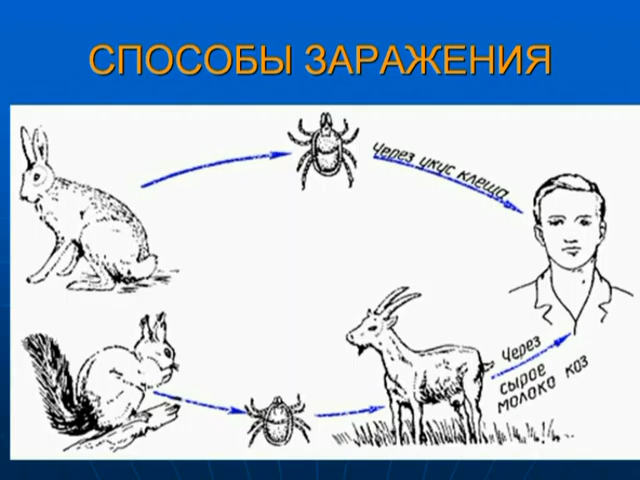 СПОСОБЫ ЗАРАЖЕНИЯ
Через укус клеща
Через
сырое
молоко коз